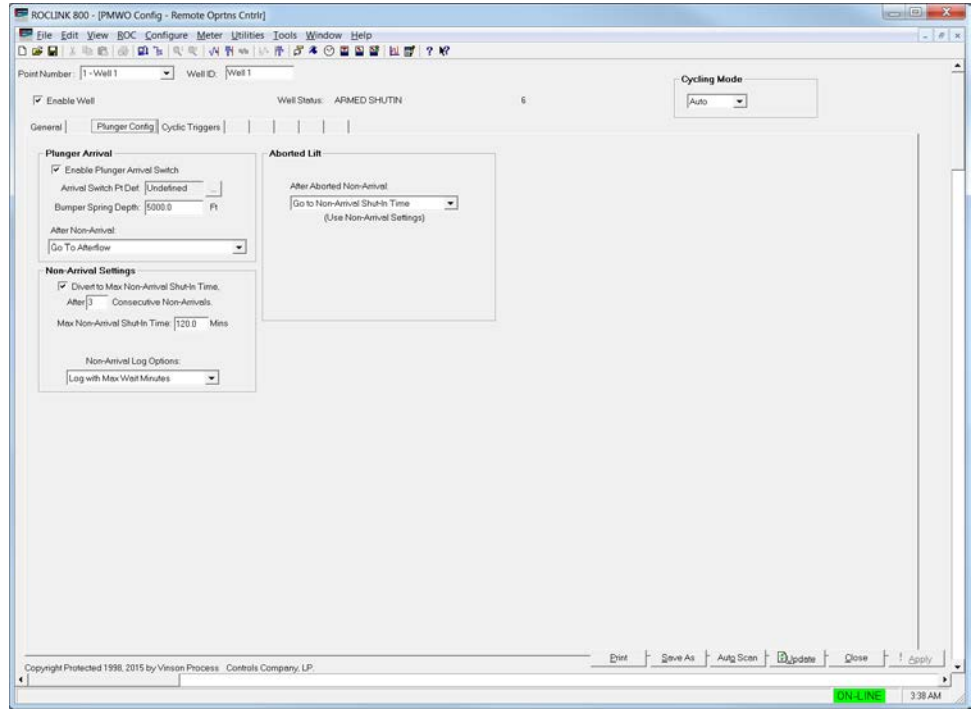 ROCLINK 800 - [PMWO Config - Remote Oprtns Cntrlr]
File Edit View ROC Configure Meter Utilities Tools Window Help
Point Number: 1 - Well 1 Well ID: Well 1
Cycling Mode
Enable Well Well Status: ARMED SHUTIN 6 Auto
General Plunger Config Cyclic Triggers
Plunger Arrival
Enable Plunger Arrival Switch
Arrival Switch Pt Def: Undefined ...
Bumper Spring Depth: 5000.0 Ft
After Non-Arrival:
Go To Afterflow
Aborted Lift
After Aborted Non-Arrival:
Go to Non-Arrival Shut-In Time
(Use Non-Arrival Settings)
Non-Arrival Settings
Divert to Max Non-Arrival Shut-In Time,
After 3 Consecutive Non-Arrivals.
Max Non-Arrival Shut-In Time: 120.0 Mins
Non-Arrival Log Options:
Log with Max Wait Minutes
Print Save As Auto Scan Update Close ! Apply
Copyright Protected 1998, 2015 by Vinson Process Controls Company, LP.
ON-LINE 3:38 AM